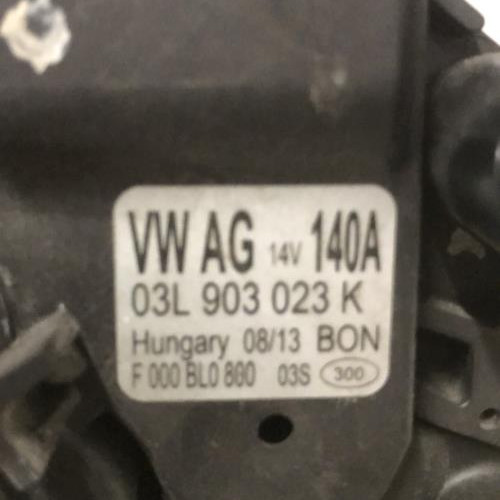 VW AG 14V 140A
03L 903 023 K
Hungary 08/13 BON
F 000 BL0 860 03S 300